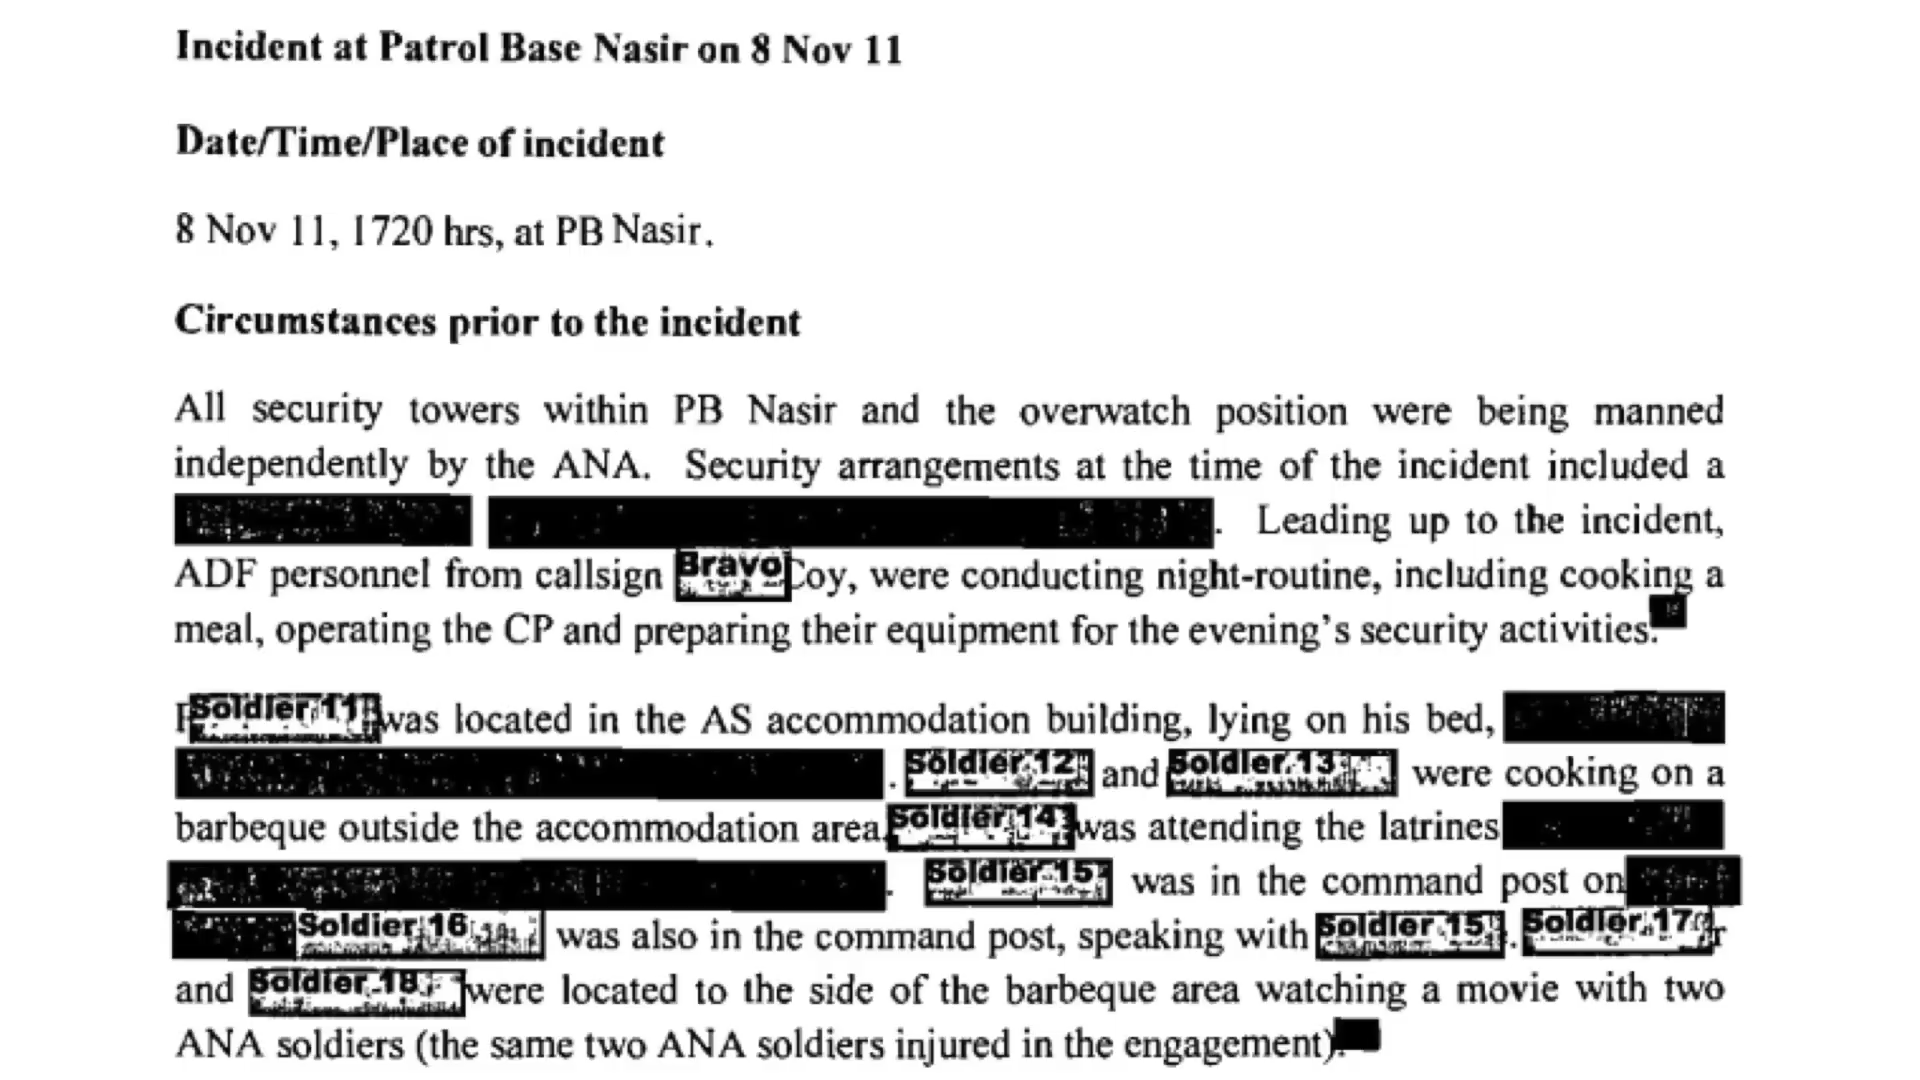 Incident at Patrol Base Nasir on 8 Nov 11
Date/Time/Place of incident
8 Nov 11, 1720 hrs, at PB Nasir.
Circumstances prior to the incident
All security towers within PB Nasir and the overwatch position were being manned
independently by the ANA. Security arrangements at the time of the incident included a
. Leading up to the incident,
ADF personnel from callsign Bravo Coy, were conducting night-routine, including cooking a
meal, operating the CP and preparing their equipment for the evening's security activities.
Soldier 11 was located in the AS accommodation building, lying on his bed,
. Soldier 12 and Soldier 13 were cooking on a
barbeque outside the accommodation area. Soldier 14 was attending the latrines
. Soldier 15 was in the command post on
Soldier 16 was also in the command post, speaking with Soldier 15. Soldier 17
and Soldier 18 were located to the side of the barbeque area watching a movie with two
ANA soldiers (the same two ANA soldiers injured in the engagement).